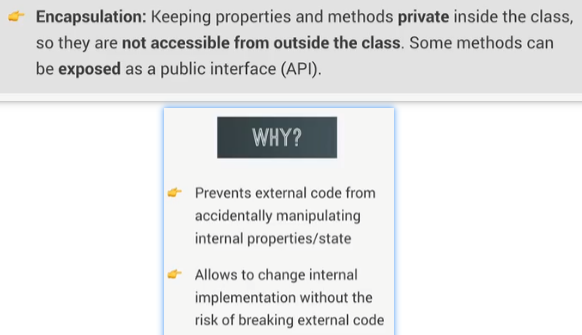 👉 Encapsulation: Keeping properties and methods private inside the class,
so they are not accessible from outside the class. Some methods can
be exposed as a public interface (API).
WHY?
👉 Prevents external code from
accidentally manipulating
internal properties/state
👉 Allows to change internal
implementation without the
risk of breaking external code